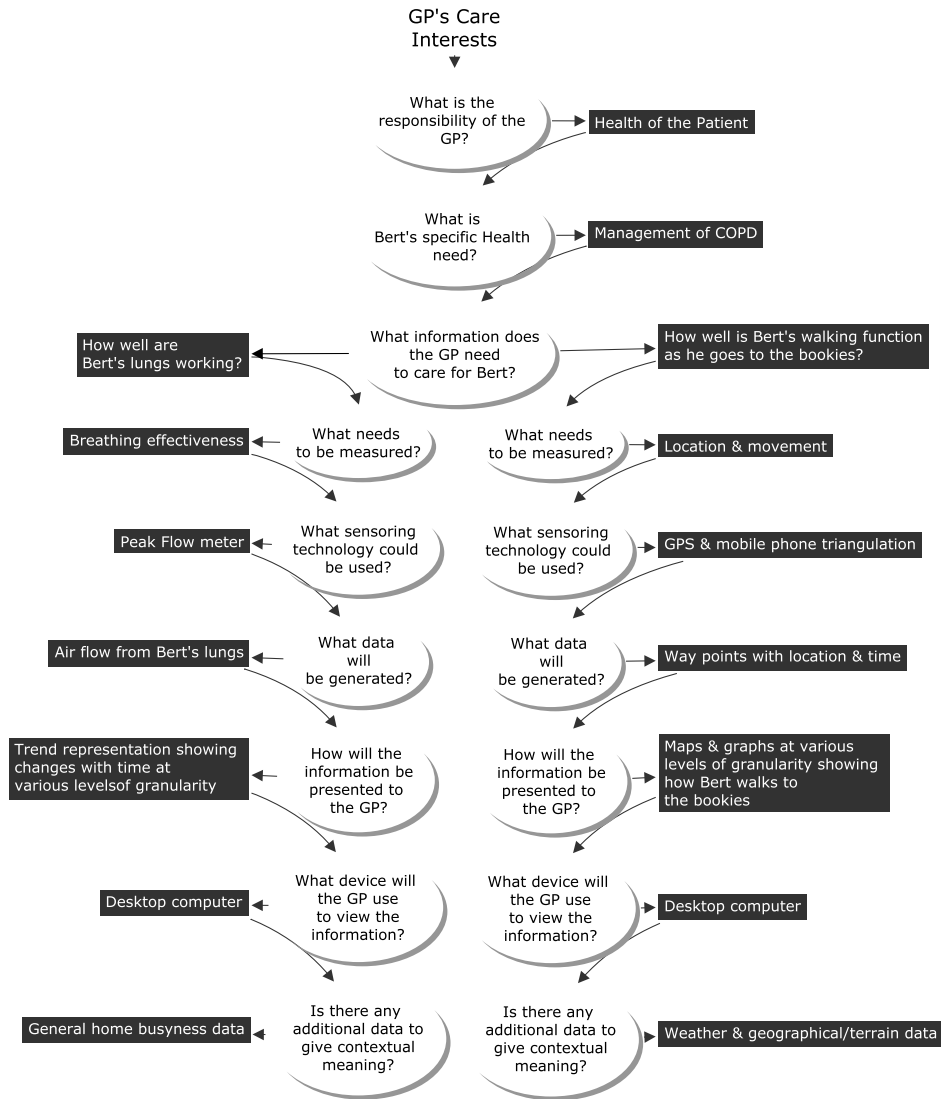 GP's Care
Interests
What is the
responsibility of the
GP?
Health of the Patient
What is
Bert's specific Health
need?
Management of COPD
What information does
the GP need
to care for Bert?
How well are
Bert's lungs working?
How well is Bert's walking function
as he goes to the bookies?
What needs
to be measured?
Breathing effectiveness
What needs
to be measured?
Location & movement
What sensoring
technology could
be used?
Peak Flow meter
What sensoring
technology could
be used?
GPS & mobile phone triangulation
What data
will
be generated?
Air flow from Bert's lungs
What data
will
be generated?
Way points with location & time
How will the
information be
presented to
the GP?
Trend representation showing
changes with time at
various levelsof granularity
How will the
information be
presented to
the GP?
Maps & graphs at various
levels of granularity showing
how Bert walks to
the bookies
What device will
the GP use
to view the
information?
Desktop computer
What device will
the GP use
to view the
information?
Desktop computer
Is there any
additional data to
give contextual
meaning?
General home busyness data
Is there any
additional data to
give contextual
meaning?
Weather & geographical/terrain data